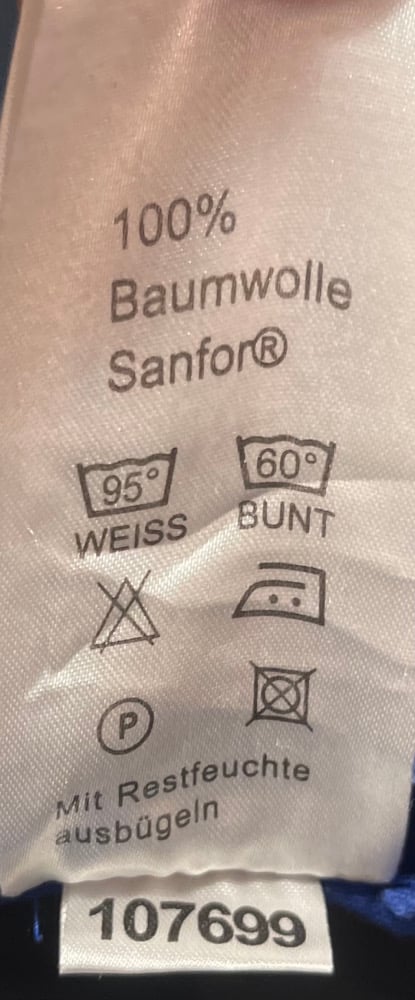 100%
Baumwolle
Sanfor®
95° 60°
WEISS BUNT
P
Mit Restfeuchte
ausbügeln
107699